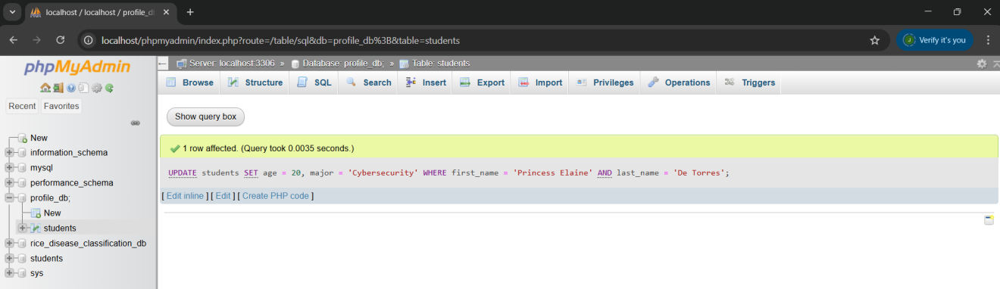 localhost / localhost / profile_d
localhost/phpmyadmin/index.php?route=/table/sql&db=profile_db%3B&table=students
J
Verify it's you
phpMyAdmin
Recent
Favorites
New
information_schema
mysql
performance_schema
profile_db;
New
students
rice_disease_classification_db
students
sys
Server: localhost:3306 » Database: profile_db; » Table: students
Browse Structure SQL Search Insert Export Import Privileges Operations Triggers
Show query box
1 row affected. (Query took 0.0035 seconds.)
UPDATE students SET age = 20, major = 'Cybersecurity' WHERE first_name = 'Princess Elaine' AND last_name = 'De Torres';
[ Edit inline ] [ Edit ] [ Create PHP code ]